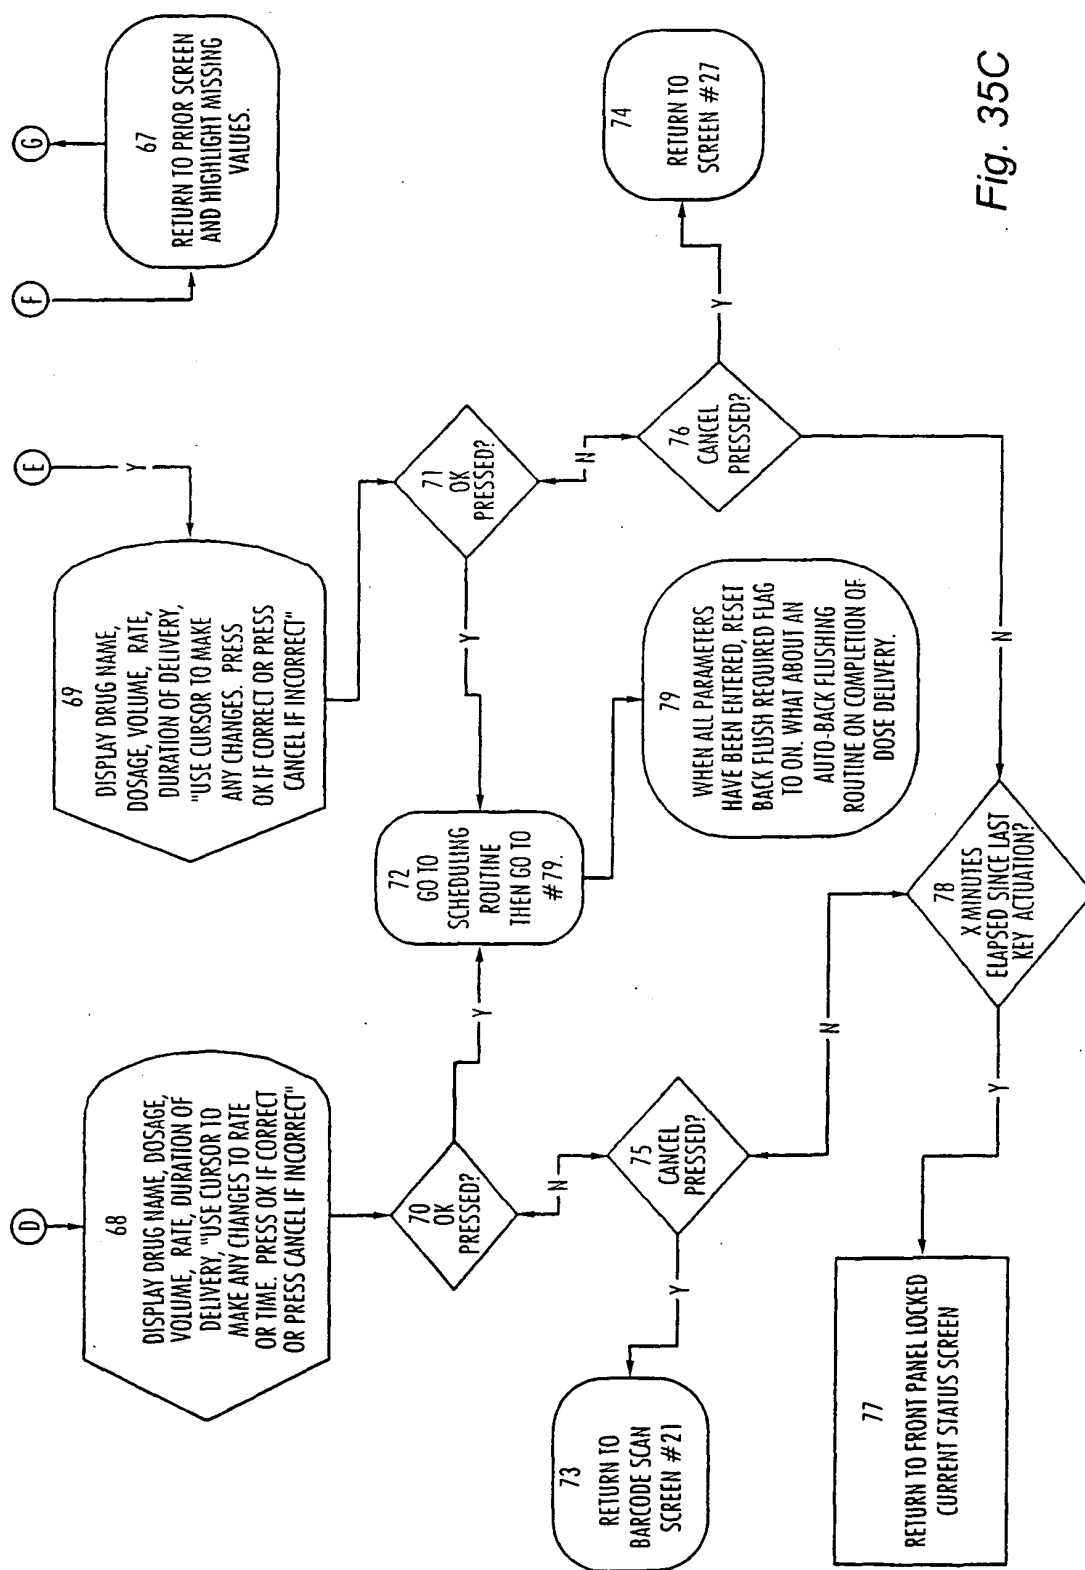 D
68
DISPLAY DRUG NAME, DOSAGE,
VOLUME, RATE, DURATION OF
DELIVERY, "USE CURSOR TO
MAKE ANY CHANGES TO RATE
OR TIME. PRESS OK IF CORRECT
OR PRESS CANCEL IF INCORRECT"
E
Y
69
DISPLAY DRUG NAME,
DOSAGE, VOLUME, RATE,
DURATION OF DELIVERY,
"USE CURSOR TO MAKE
ANY CHANGES. PRESS
OK IF CORRECT OR PRESS
CANCEL IF INCORRECT"
F
G
67
RETURN TO PRIOR SCREEN
AND HIGHLIGHT MISSING
VALUES.
70
OK
PRESSED?
Y
N
72
GO TO
SCHEDULING
ROUTINE
THEN GO TO
#79.
Y
71
OK
PRESSED?
N
73
RETURN TO
BARCODE SCAN
SCREEN #21
Y
75
CANCEL
PRESSED?
N
79
WHEN ALL PARAMETERS
HAVE BEEN ENTERED, RESET
BACK FLUSH REQUIRED FLAG
TO ON. WHAT ABOUT AN
AUTO-BACK FLUSHING
ROUTINE ON COMPLETION OF
DOSE DELIVERY.
76
CANCEL
PRESSED?
Y
N
74
RETURN TO
SCREEN #27
77
RETURN TO FRONT PANEL LOCKED
CURRENT STATUS SCREEN
Y
78
X MINUTES
ELAPSED SINCE LAST
KEY ACTUATION?
Fig. 35C